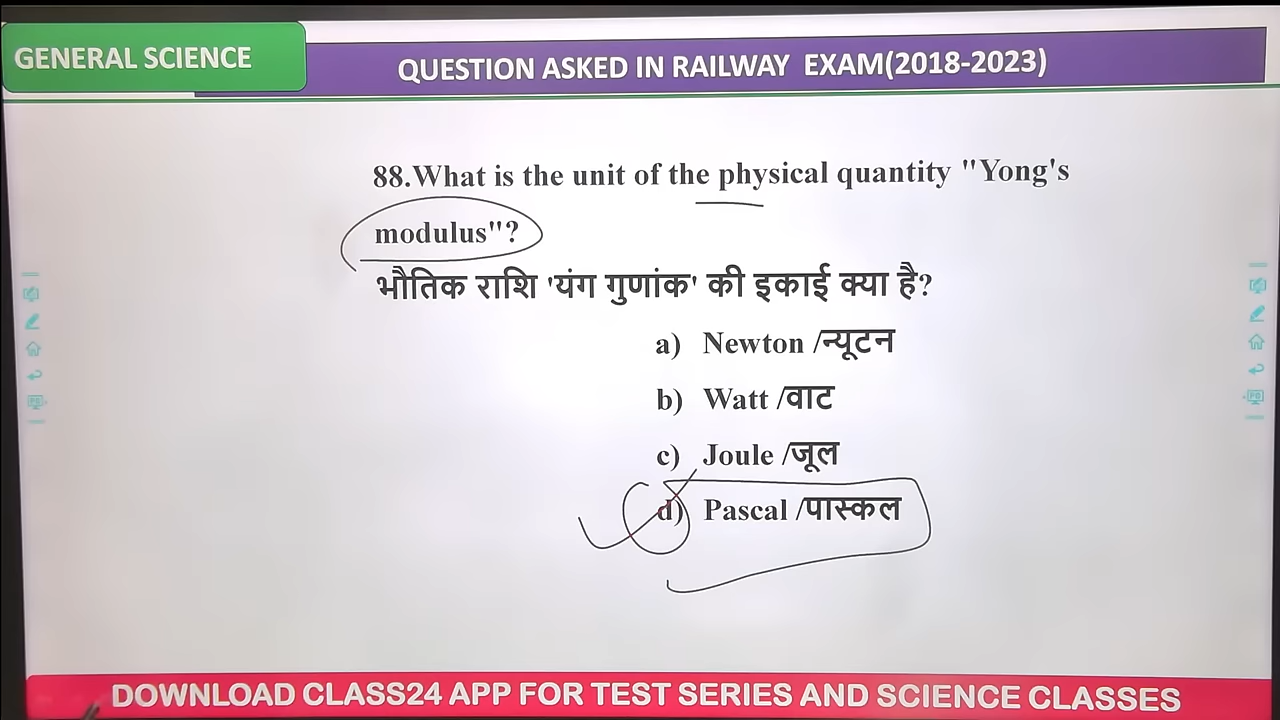 GENERAL SCIENCE
QUESTION ASKED IN RAILWAY EXAM(2018-2023)
88.What is the unit of the physical quantity "Yong's
modulus"?
भौतिक राशि 'यंग गुणांक' की इकाई क्या है?
a) Newton /न्यूटन
b) Watt /वाट
c) Joule /जूल
d) Pascal /पास्कल
DOWNLOAD CLASS24 APP FOR TEST SERIES AND SCIENCE CLASSES